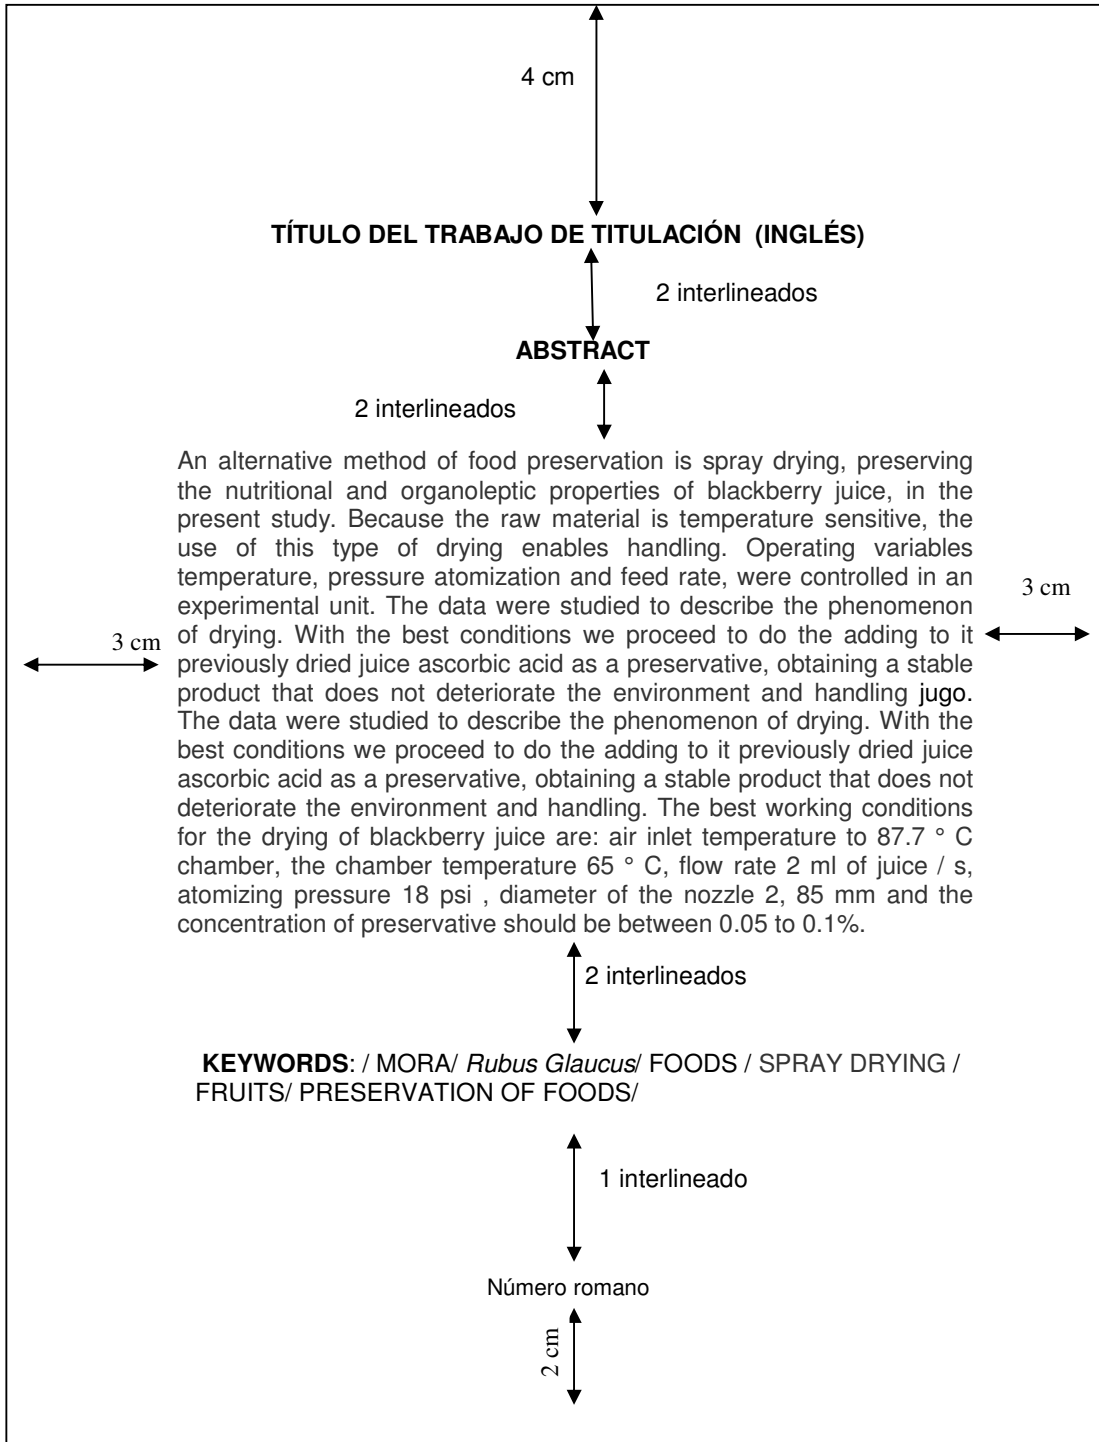 4 cm
TÍTULO DEL TRABAJO DE TITULACIÓN  (INGLÉS)
2 interlineados
ABSTRACT
2 interlineados
An alternative method of food preservation is spray drying, preserving
the nutritional and organoleptic properties of blackberry juice, in the
present study. Because the raw material is temperature sensitive, the
use of this type of drying enables handling. Operating variables
temperature, pressure atomization and feed rate, were controlled in an
experimental unit. The data were studied to describe the phenomenon
of drying. With the best conditions we proceed to do the adding to it
previously dried juice ascorbic acid as a preservative, obtaining a stable
product that does not deteriorate the environment and handling jugo.
The data were studied to describe the phenomenon of drying. With the
best conditions we proceed to do the adding to it previously dried juice
ascorbic acid as a preservative, obtaining a stable product that does not
deteriorate the environment and handling. The best working conditions
for the drying of blackberry juice are: air inlet temperature to 87.7 ° C
chamber, the chamber temperature 65 ° C, flow rate 2 ml of juice / s,
atomizing pressure 18 psi , diameter of the nozzle 2, 85 mm and the
concentration of preservative should be between 0.05 to 0.1%.
3 cm
3 cm
2 interlineados
KEYWORDS: / MORA/ Rubus Glaucus/ FOODS / SPRAY DRYING /
FRUITS/ PRESERVATION OF FOODS/
1 interlineado
Número romano
2 cm